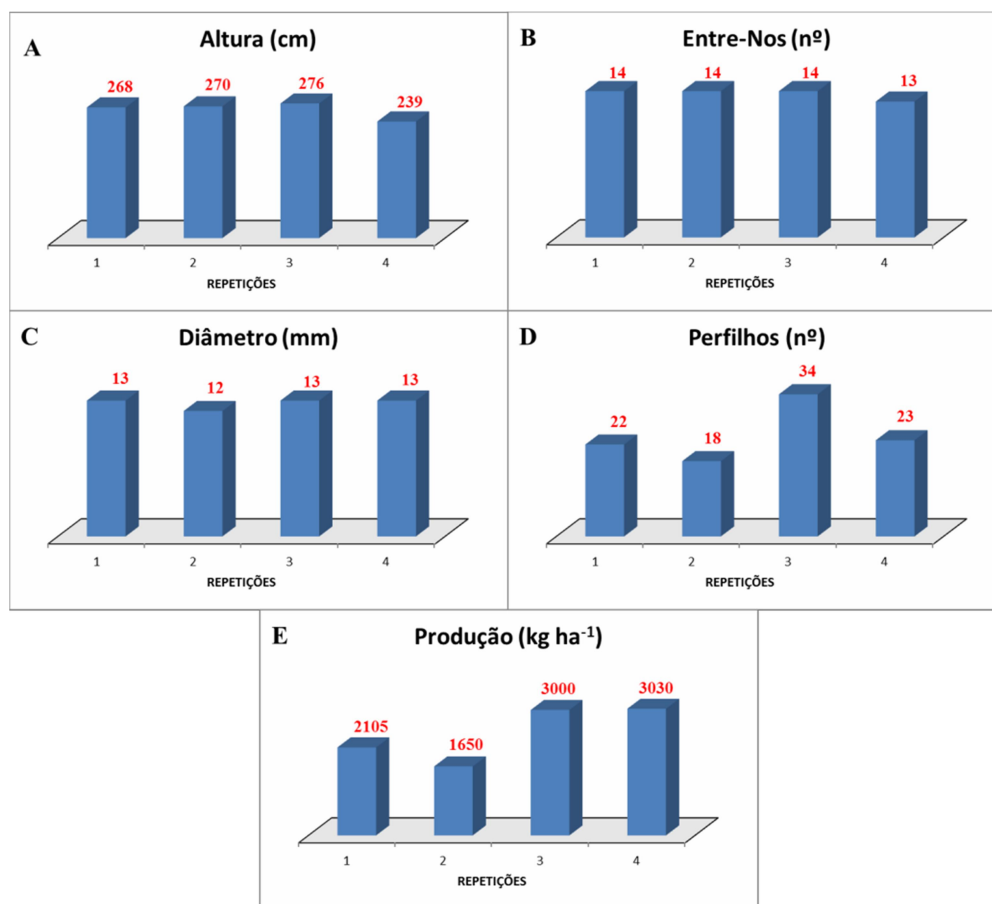 A
Altura (cm)
268 270 276 239
1 2 3 4
REPETIÇÕES
B
Entre-Nos (nº)
14 14 14 13
1 2 3 4
REPETIÇÕES
C
Diâmetro (mm)
13 12 13 13
1 2 3 4
REPETIÇÕES
D
Perfilhos (nº)
22 18 34 23
1 2 3 4
REPETIÇÕES
E
Produção (kg ha⁻¹)
2105 1650 3000 3030
1 2 3 4
REPETIÇÕES